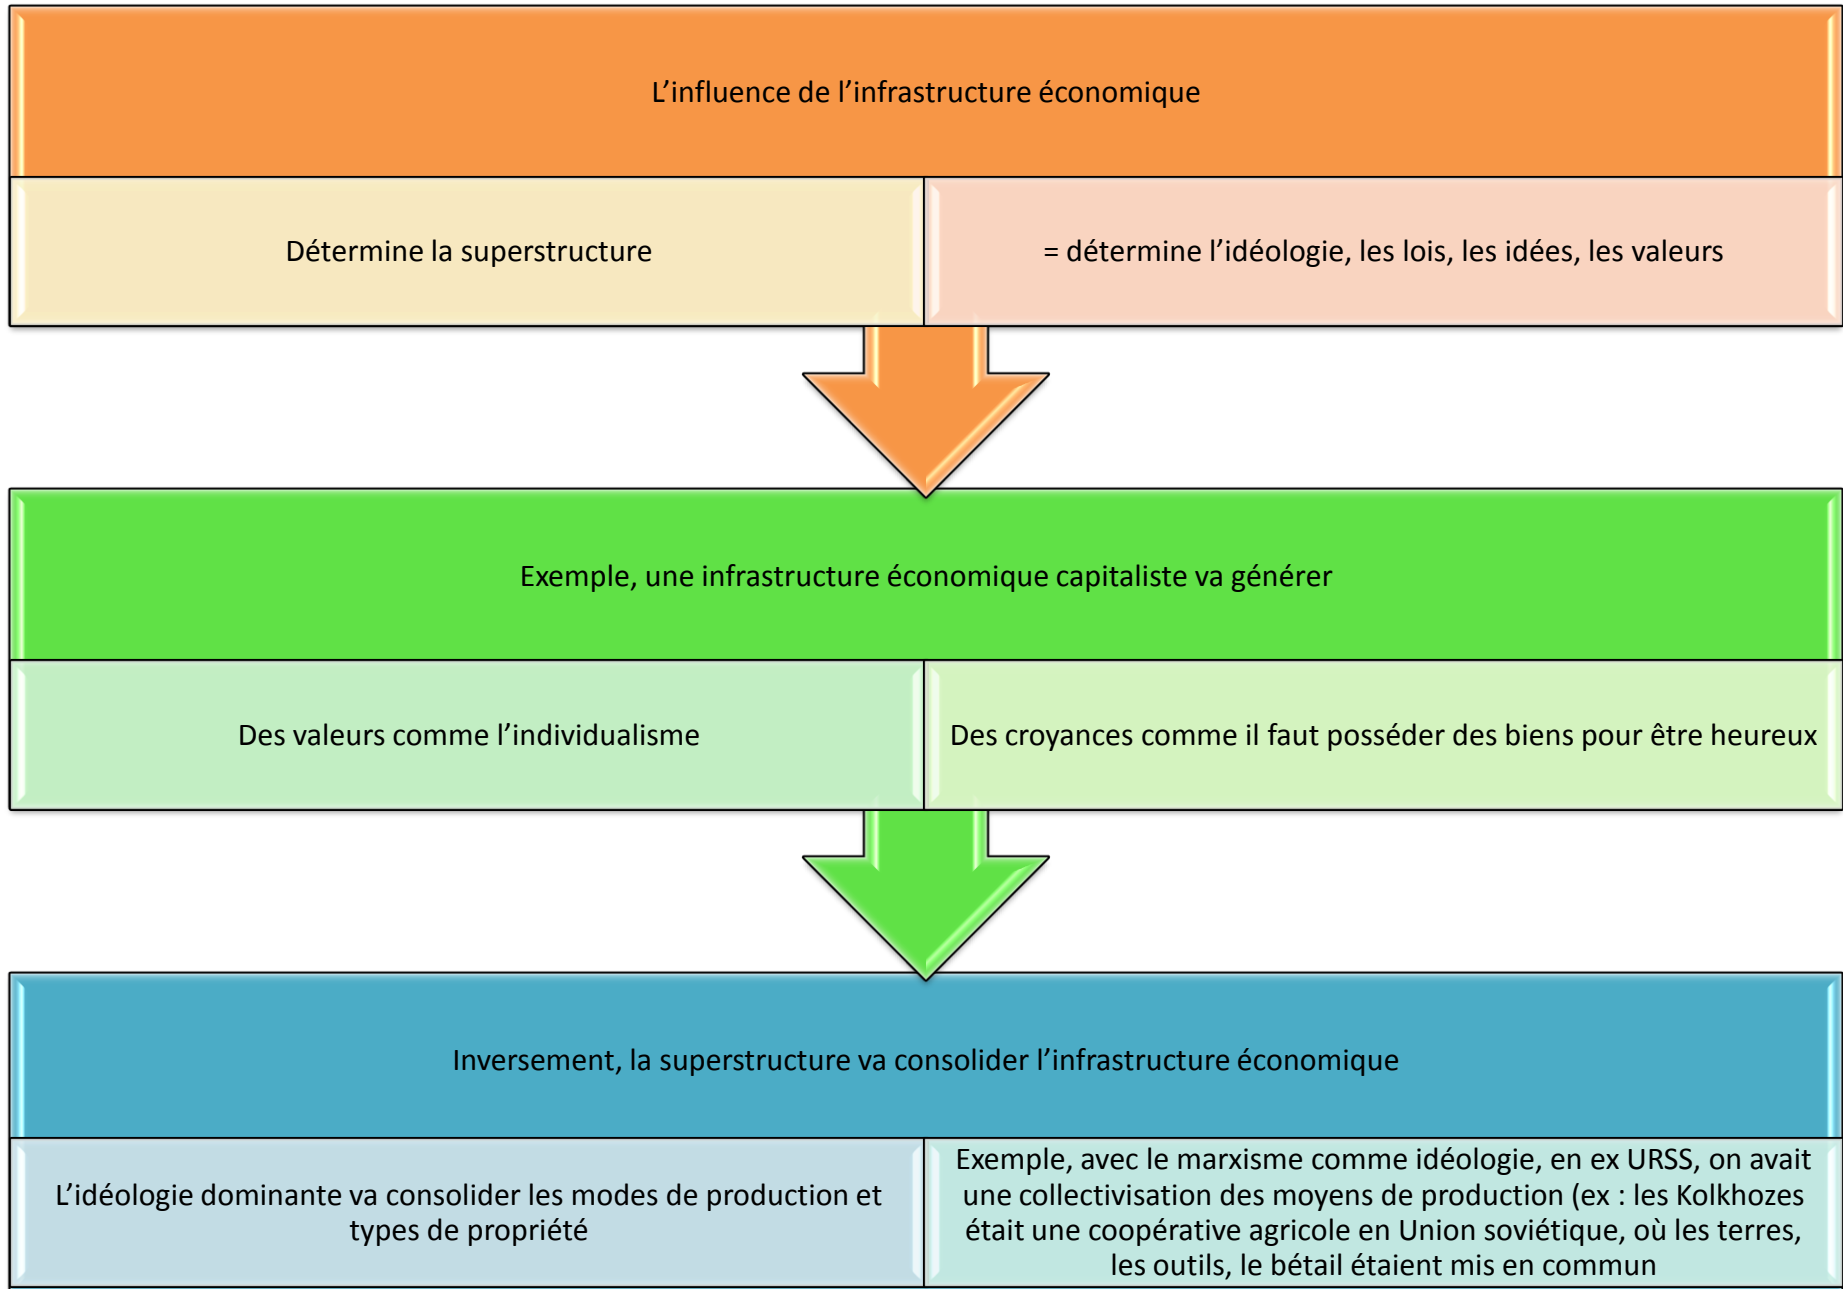 L’influence de l’infrastructure économique
Détermine la superstructure
= détermine l’idéologie, les lois, les idées, les valeurs
Exemple, une infrastructure économique capitaliste va générer
Des valeurs comme l’individualisme
Des croyances comme il faut posséder des biens pour être heureux
Inversement, la superstructure va consolider l’infrastructure économique
L’idéologie dominante va consolider les modes de production et
types de propriété
Exemple, avec le marxisme comme idéologie, en ex URSS, on avait
une collectivisation des moyens de production (ex : les Kolkhozes
était une coopérative agricole en Union soviétique, où les terres,
les outils, le bétail étaient mis en commun